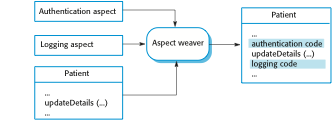 Authentication aspect
Logging aspect
Patient
...
updateDetails (...)
...
Aspect weaver
Patient
...
authentication code
updateDetails (...)
logging code
...